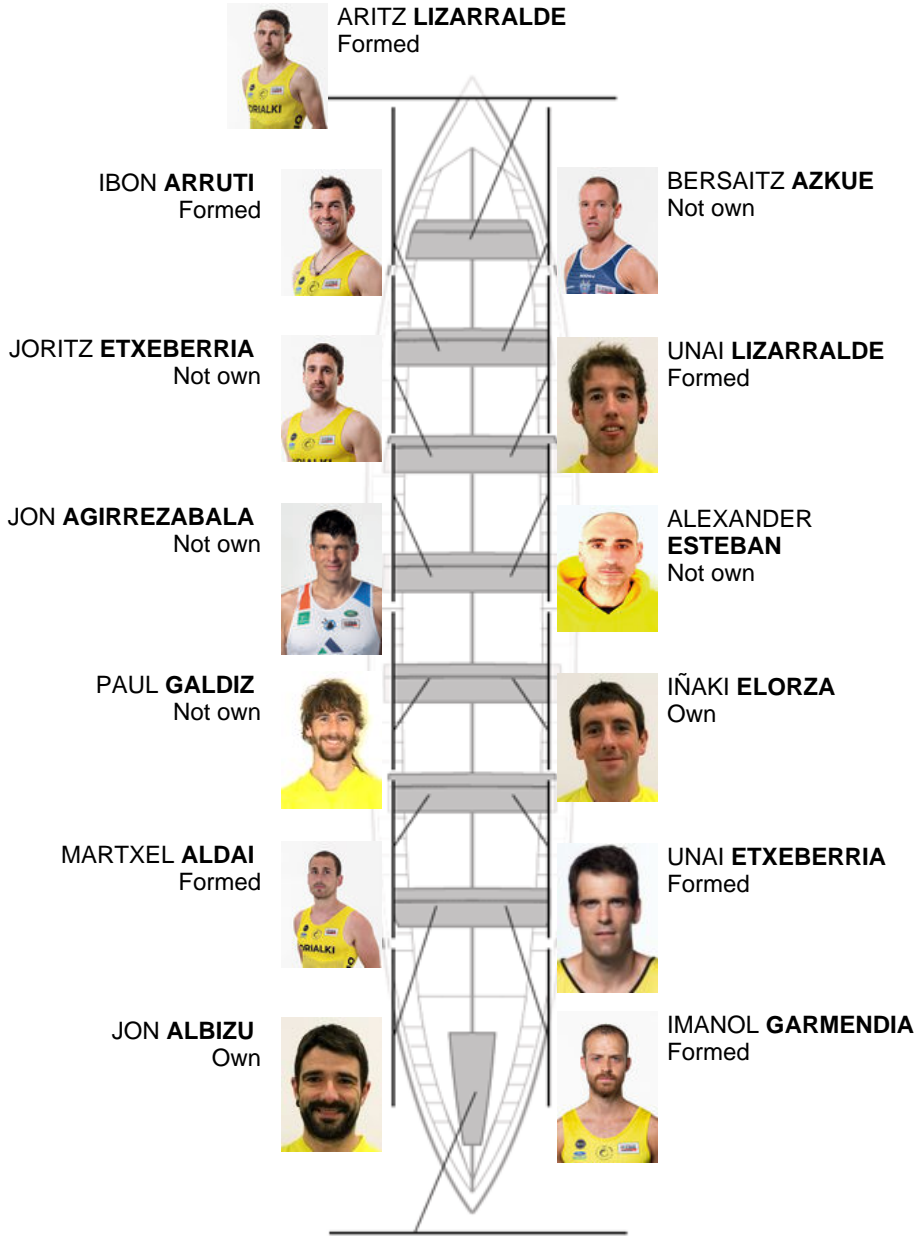 ARITZ LIZARRALDE
Formed
IBON ARRUTI
Formed
BERSAITZ AZKUE
Not own
JORITZ ETXEBERRIA
Not own
UNAI LIZARRALDE
Formed
JON AGIRREZABALA
Not own
ALEXANDER
ESTEBAN
Not own
PAUL GALDIZ
Not own
IÑAKI ELORZA
Own
MARTXEL ALDAI
Formed
UNAI ETXEBERRIA
Formed
JON ALBIZU
Own
IMANOL GARMENDIA
Formed